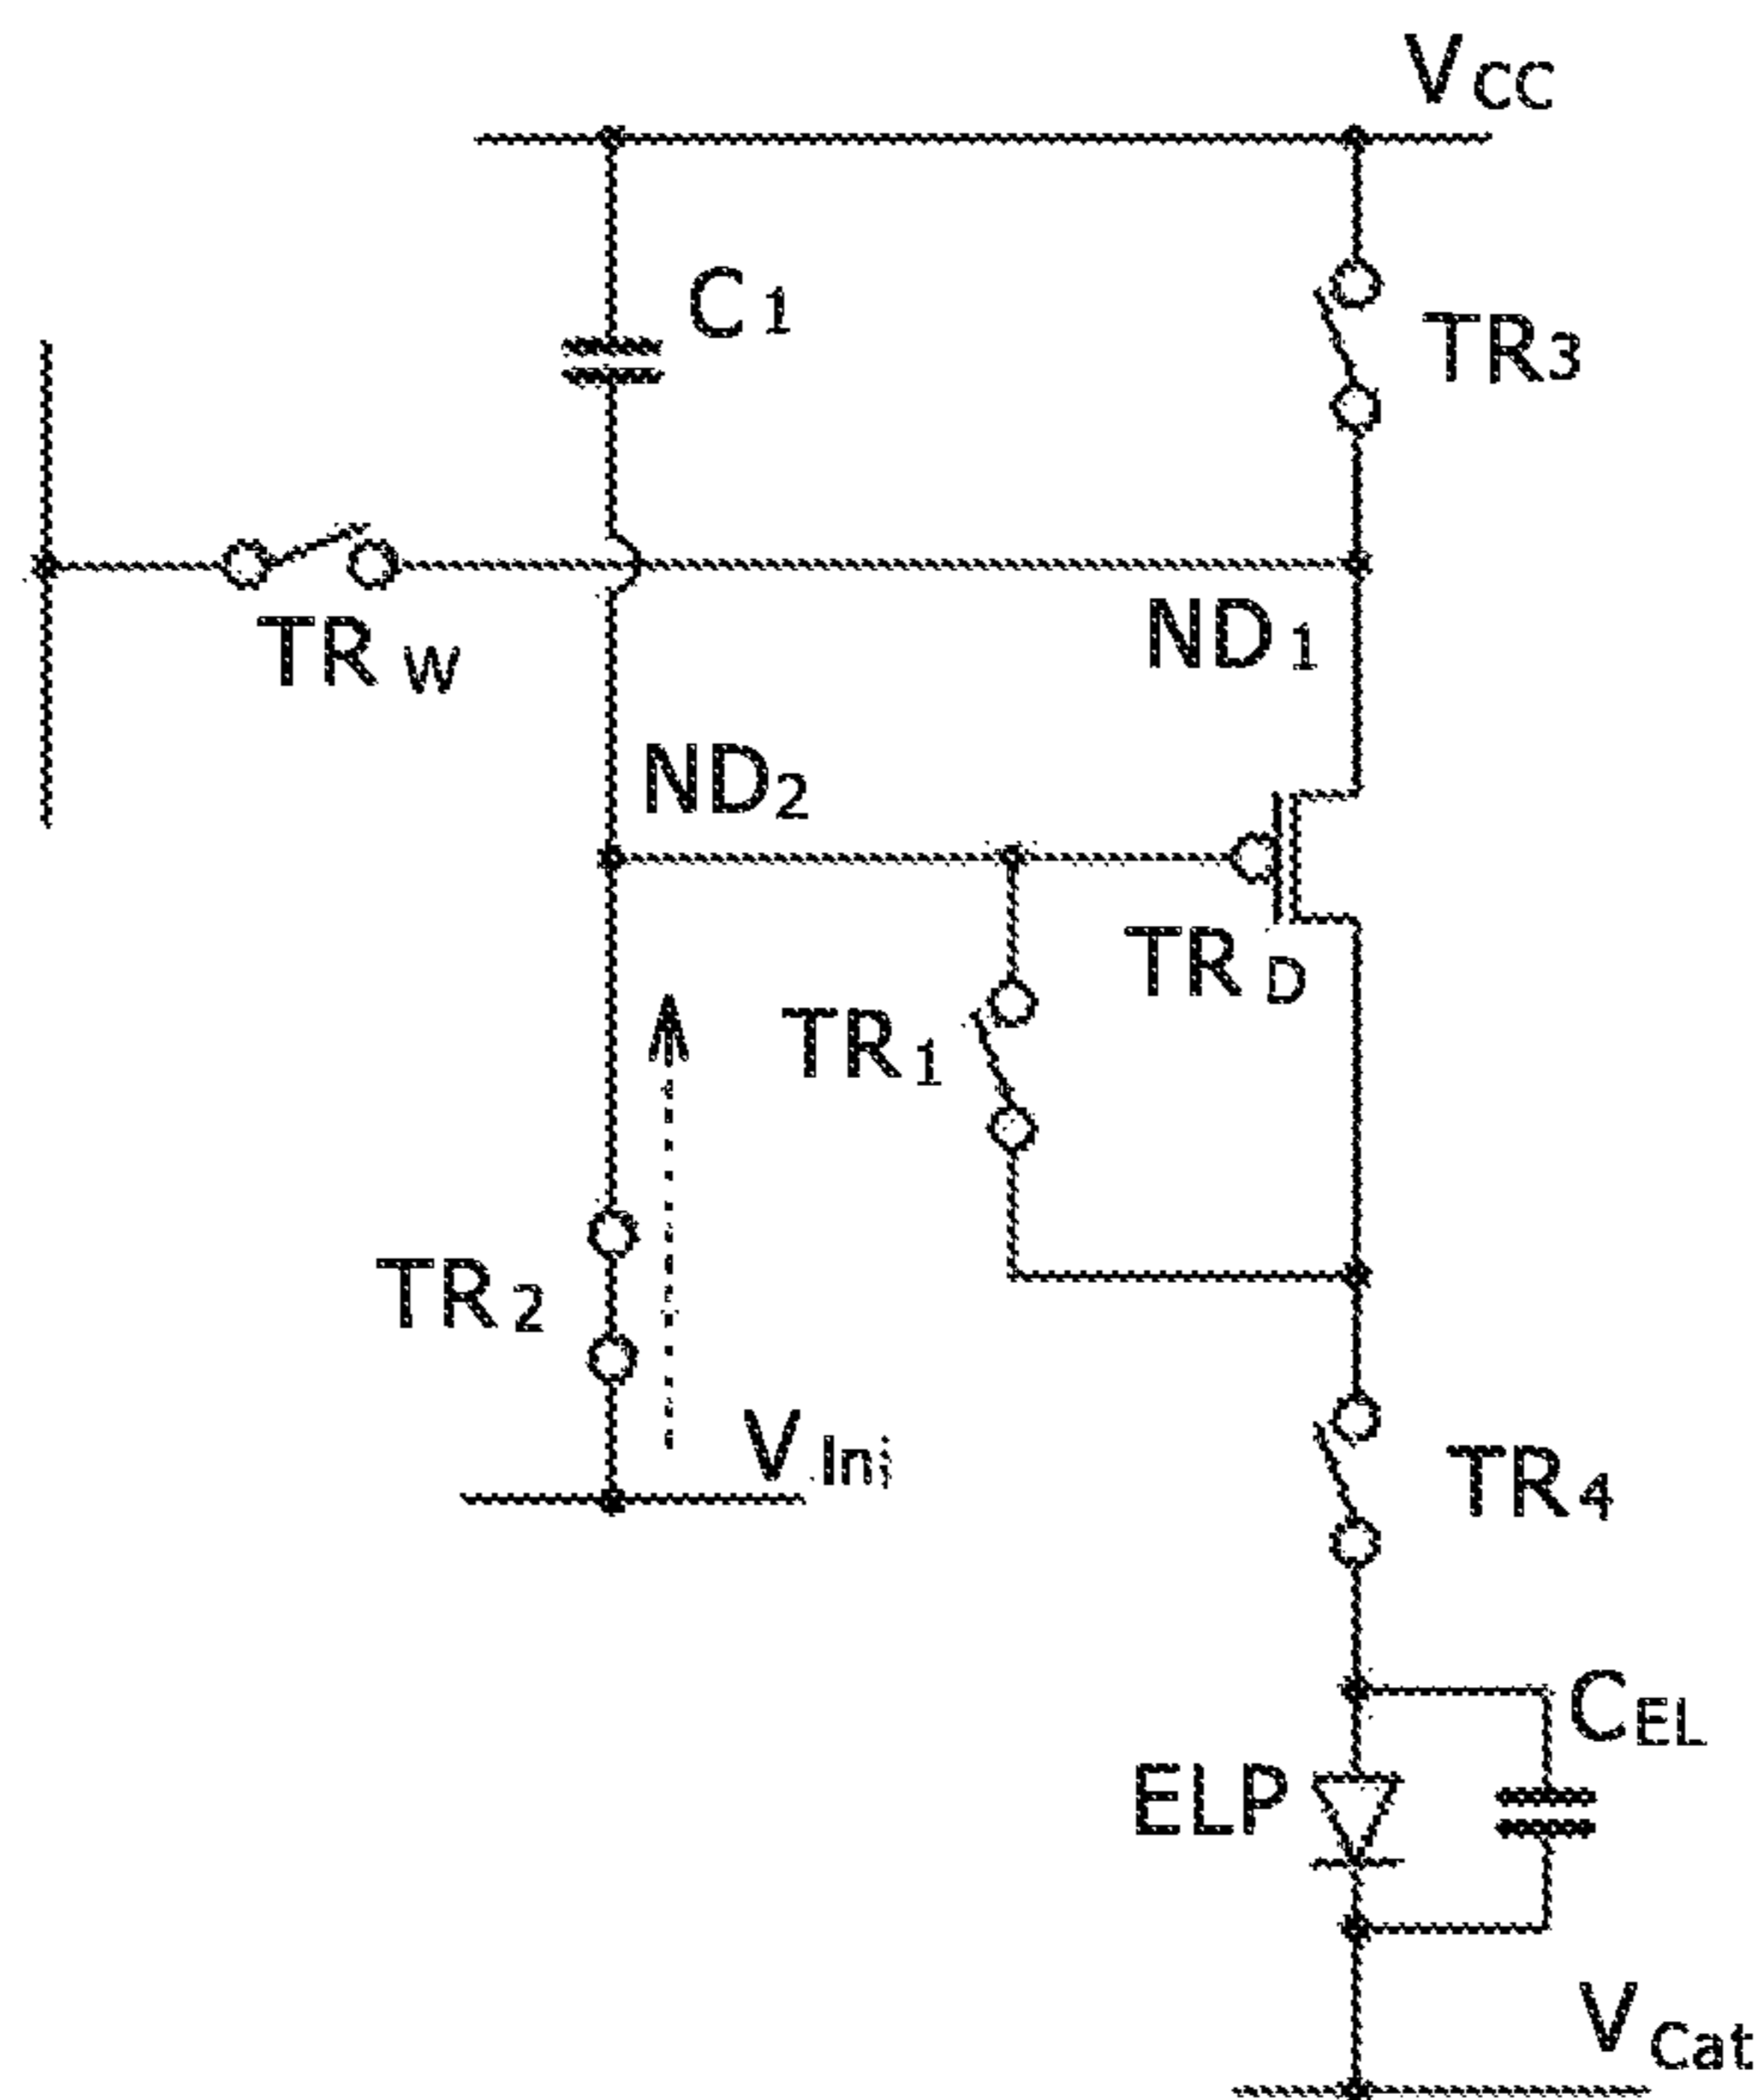 VCC
C1
TR3
TRW
ND1
ND2
TRD
TR1
TR2
VIni
TR4
CEL
ELP
VCat